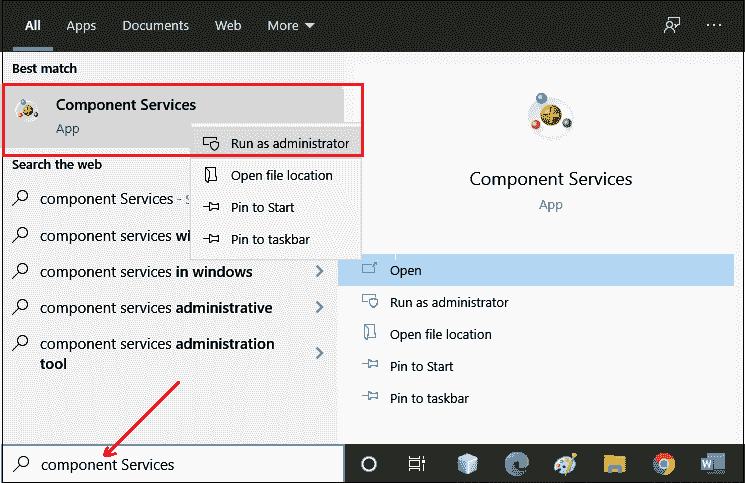 All Apps Documents Web More
Best match
Component Services
App
Run as administrator
Open file location
Pin to Start
Pin to taskbar
Search the web
component Services - S
component services wi
component services in windows
component services administrative
component services administration
tool
component Services
Component Services
App
Open
Run as administrator
Open file location
Pin to Start
Pin to taskbar